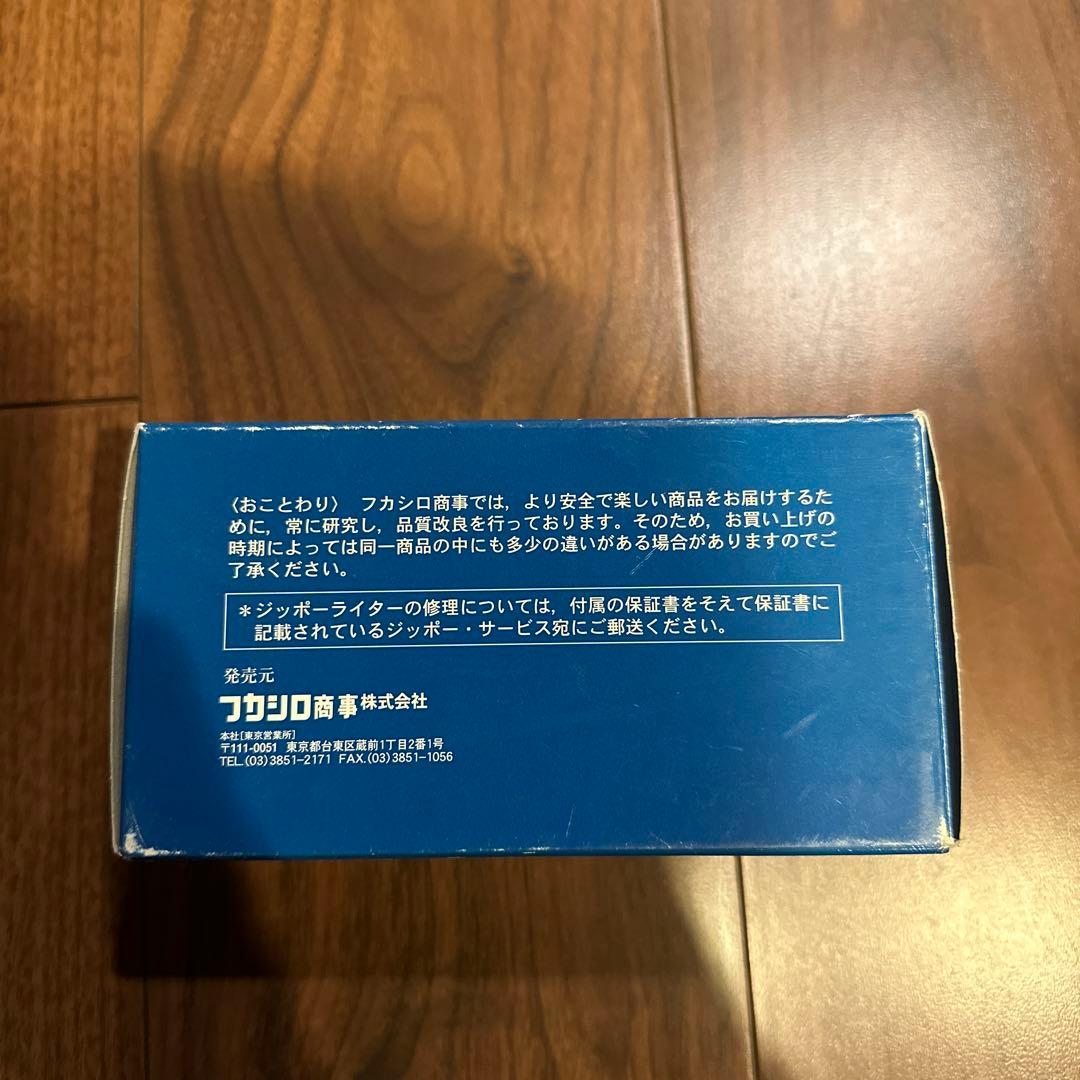 〈おことわり〉 フカシロ商事では，より安全で楽しい商品をお届けするた
めに，常に研究し，品質改良を行っております。そのため，お買い上げの
時期によっては同一商品の中にも多少の違いがある場合がありますのでご
了承ください。
＊ジッポーライターの修理については，付属の保証書をそえて保証書に
記載されているジッポー・サービス宛にご郵送ください。
発売元
フカシロ商事株式会社
本社[東京営業所]
〒111-0051 東京都台東区蔵前1丁目2番1号
TEL.(03)3851-2171 FAX.(03)3851-1056